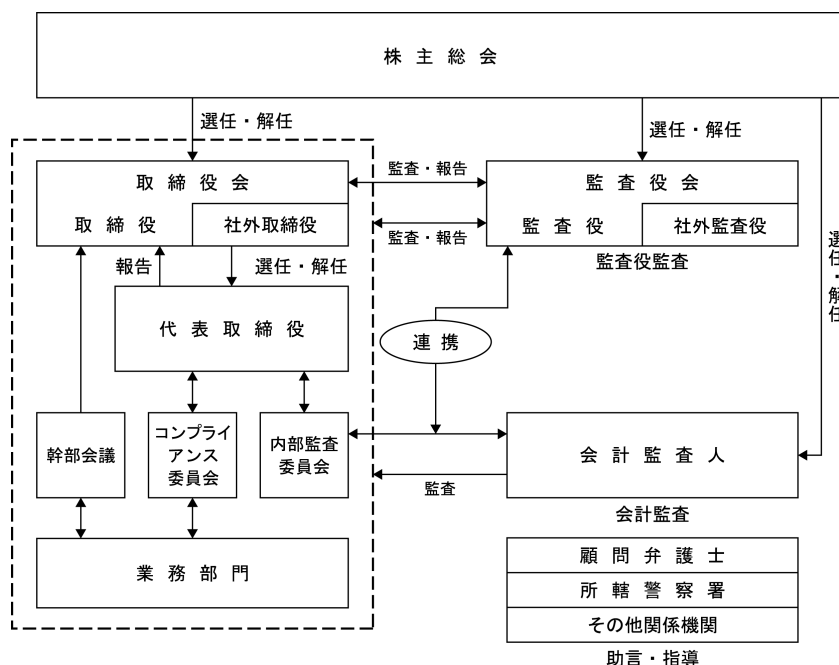 株主総会
選任・解任
選任・解任
選任・解任
取締役会
取締役
社外取締役
監査・報告
監査・報告
監査役会
監査役
社外監査役
監査役監査
報告
選任・解任
代表取締役
連携
幹部会議
コンプライ
アンス
委員会
内部監査
委員会
会計監査人
監査
会計監査
業務部門
顧問弁護士
所轄警察署
その他関係機関
助言・指導